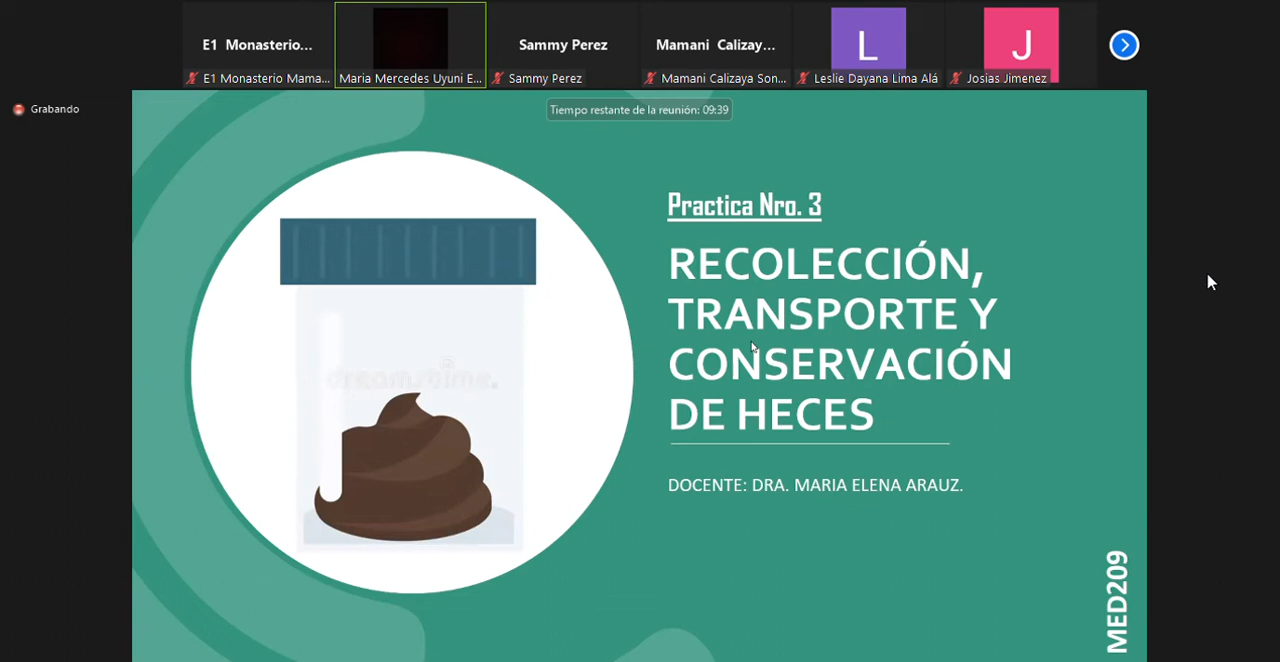 E1 Monasterio...
Sammy Perez
Mamani Calizay...
L
J
E1 Monasterio Mama...
Maria Mercedes Uyuni E...
Sammy Perez
Mamani Calizaya Son...
Leslie Dayana Lima Alá
Josias Jimenez
Grabando
Tiempo restante de la reunión: 09:39
Practica Nro. 3
RECOLECCIÓN,
TRANSPORTE Y
CONSERVACIÓN
DE HECES
DOCENTE: DRA. MARIA ELENA ARAUZ.
MED209
dreamstime.